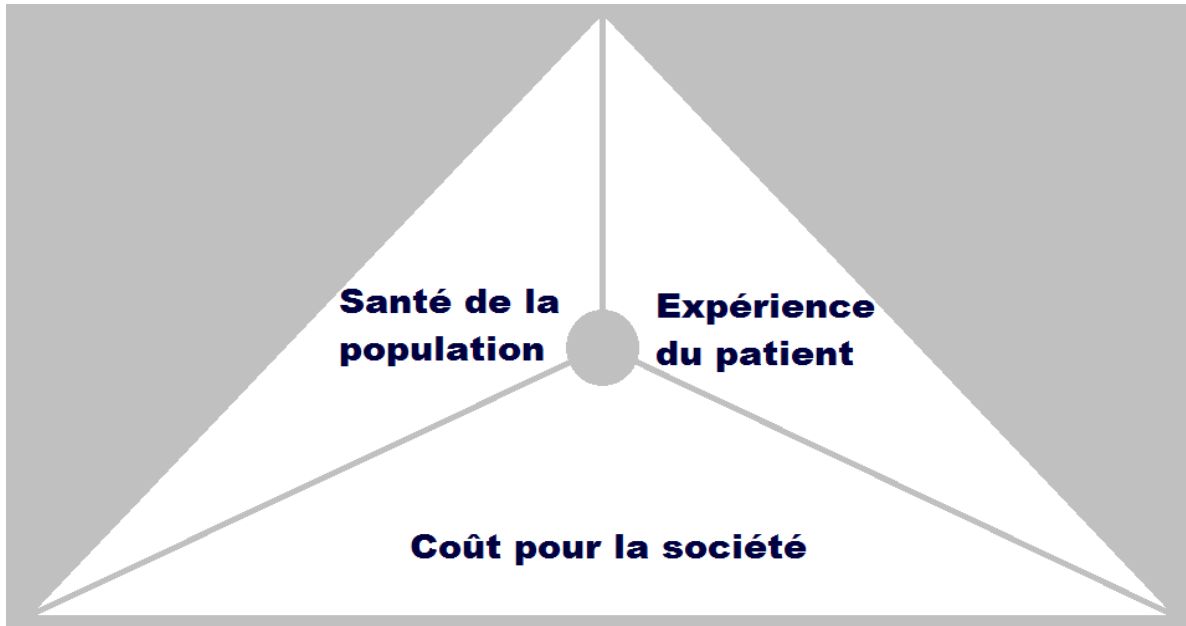 Santé de la
population
Expérience
du patient
Coût pour la société